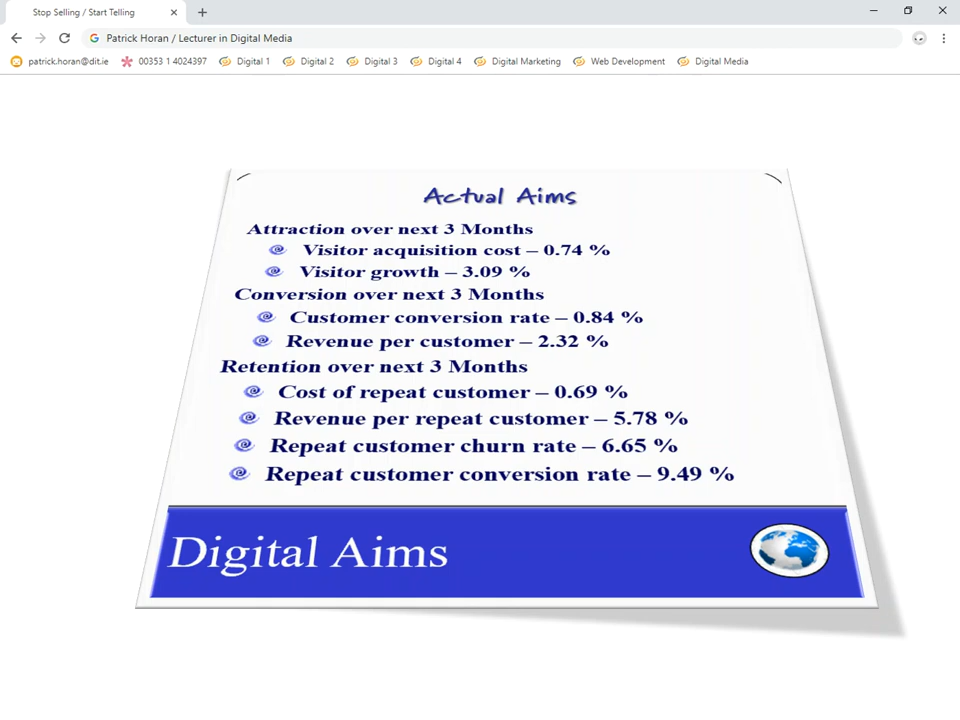 Stop Selling / Start Telling
Patrick Horan / Lecturer in Digital Media
patrick.horan@dit.ie 00353 1 4024397 Digital 1 Digital 2 Digital 3 Digital 4 Digital Marketing Web Development Digital Media
Actual Aims
Attraction over next 3 Months
Visitor acquisition cost – 0.74 %
Visitor growth – 3.09 %
Conversion over next 3 Months
Customer conversion rate – 0.84 %
Revenue per customer – 2.32 %
Retention over next 3 Months
Cost of repeat customer – 0.69 %
Revenue per repeat customer – 5.78 %
Repeat customer churn rate – 6.65 %
Repeat customer conversion rate – 9.49 %
Digital Aims